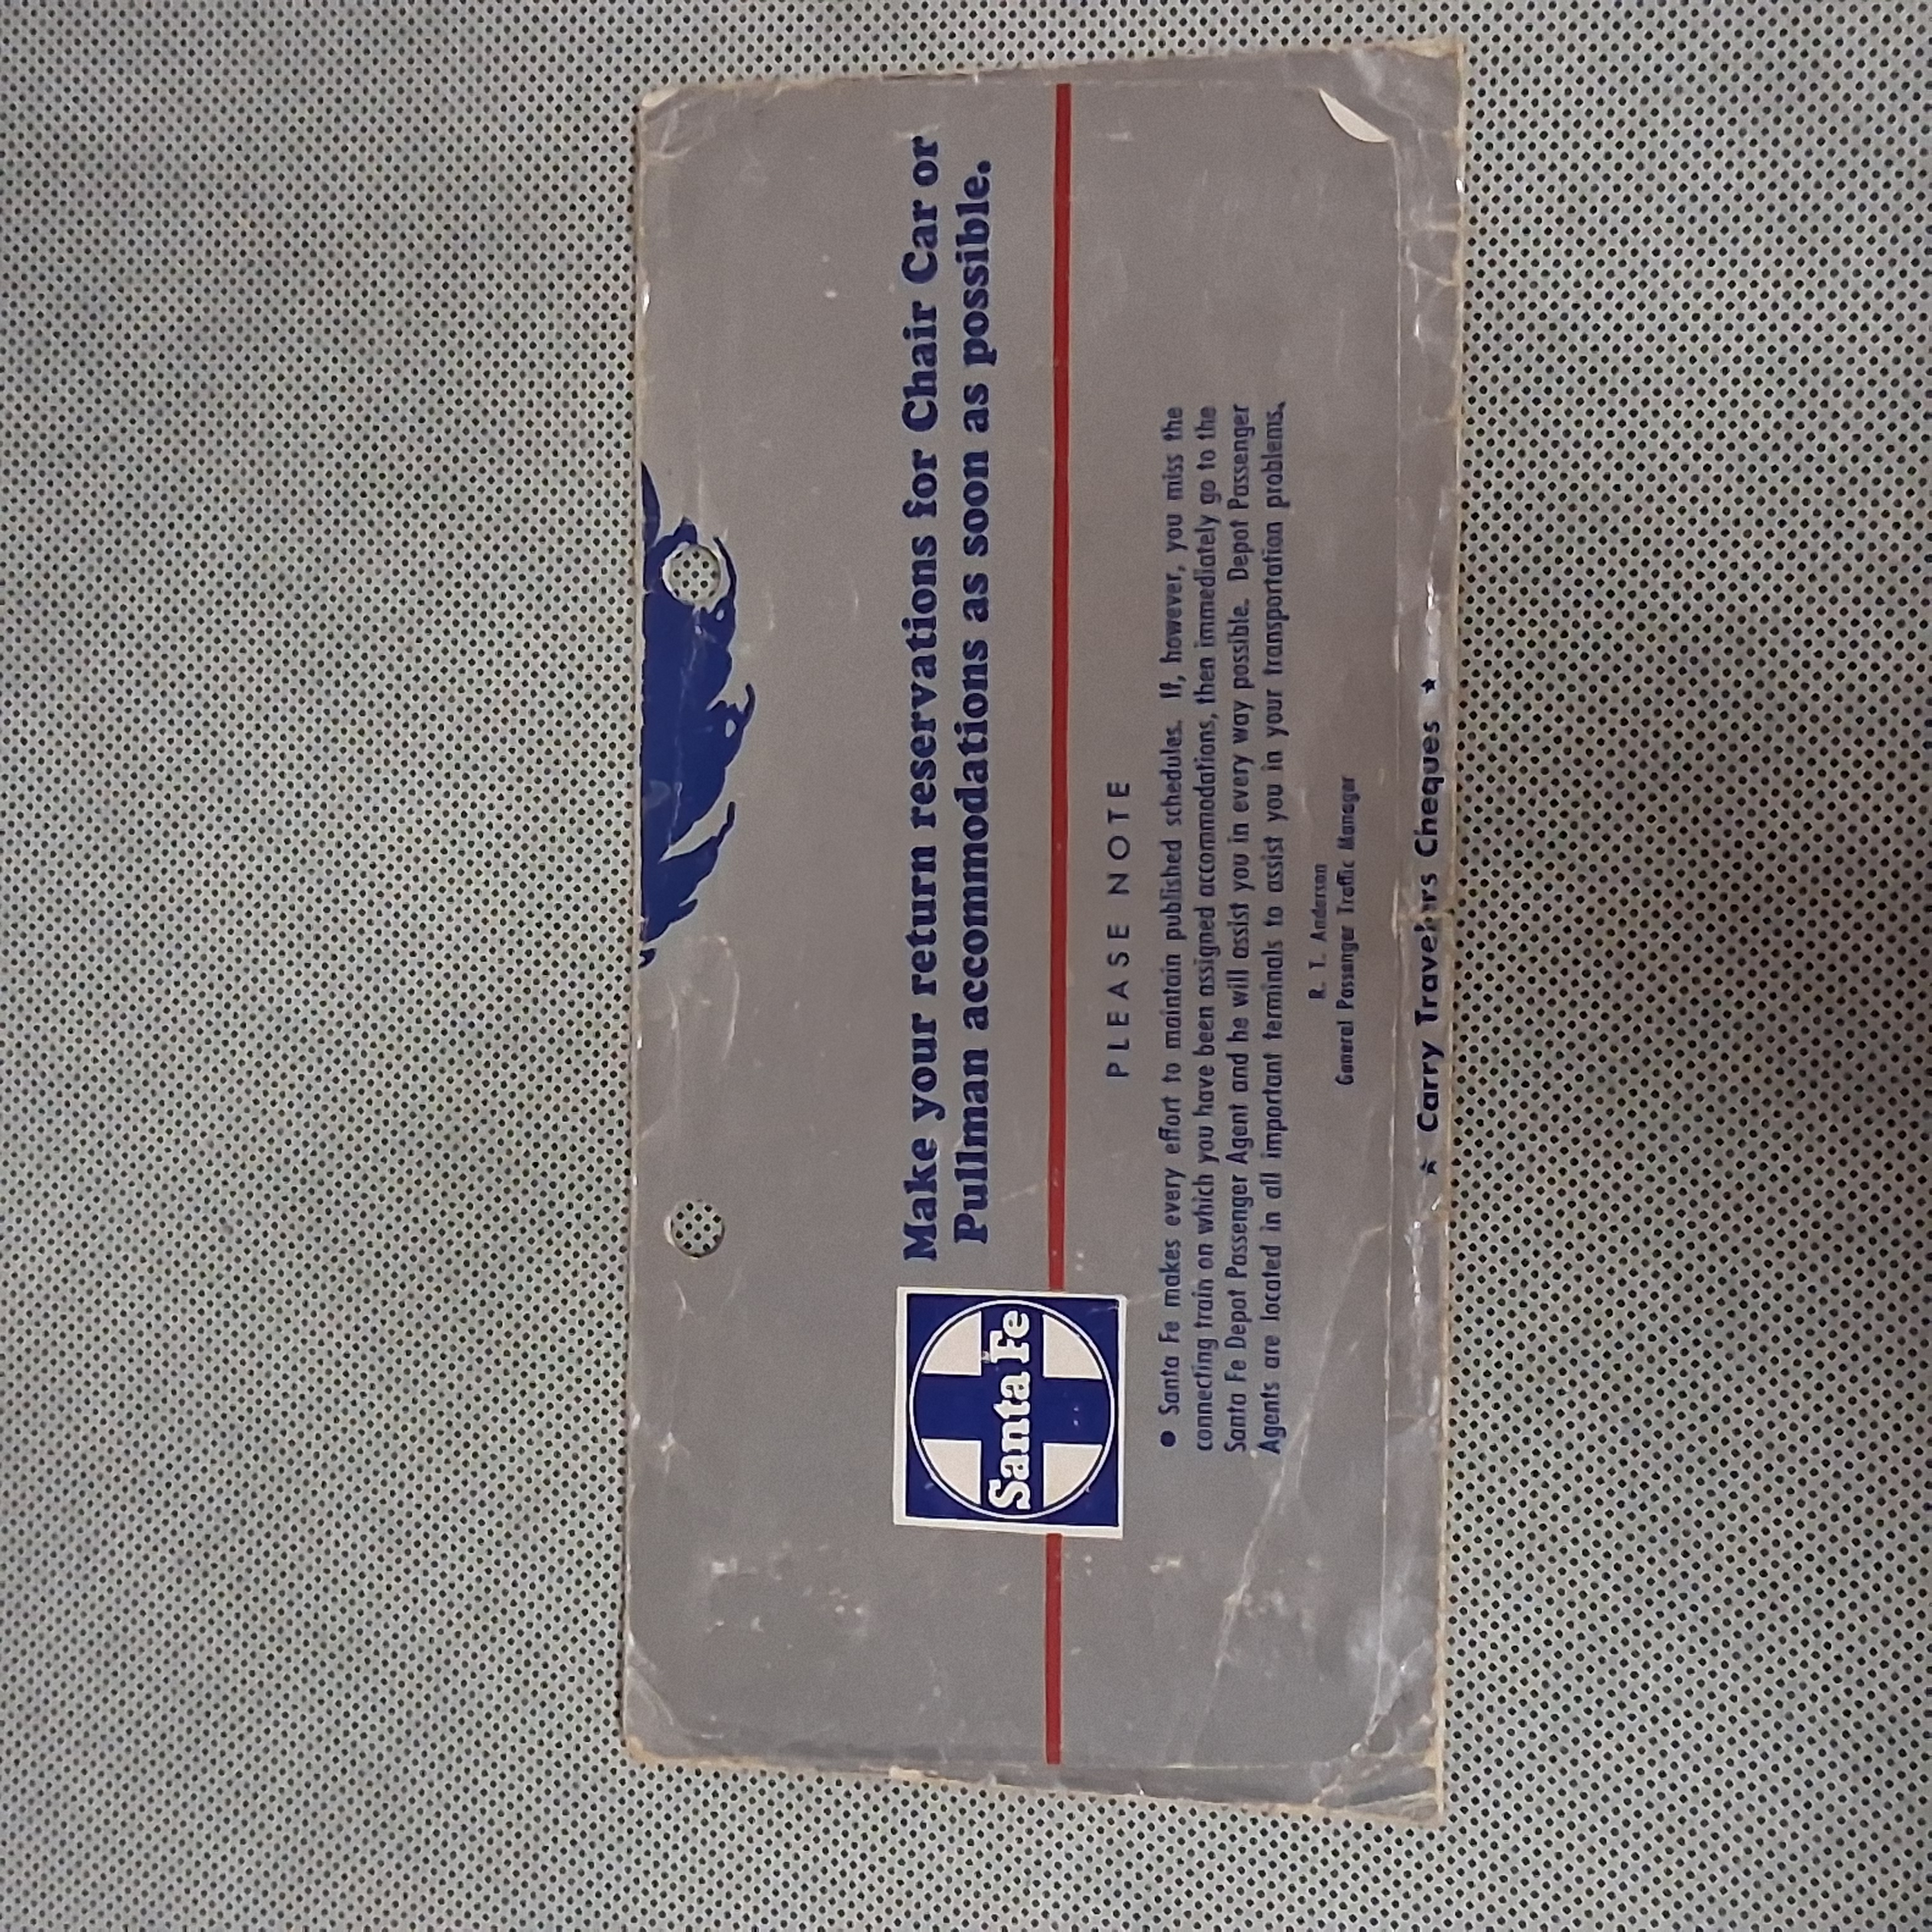 Make your return reservations for Chair Car or
Pullman accommodations as soon as possible.
Santa Fe
PLEASE NOTE
● Santa Fe makes every effort to maintain published schedules. If, however, you miss the
connecting train on which you have been assigned accommodations, then immediately go to the
Santa Fe Depot Passenger Agent and he will assist you in every way possible. Depot Passenger
Agents are located in all important terminals to assist you in your transportation problems.
R. T. Anderson
General Passenger Traffic Manager
★ Carry Travelers Cheques ★